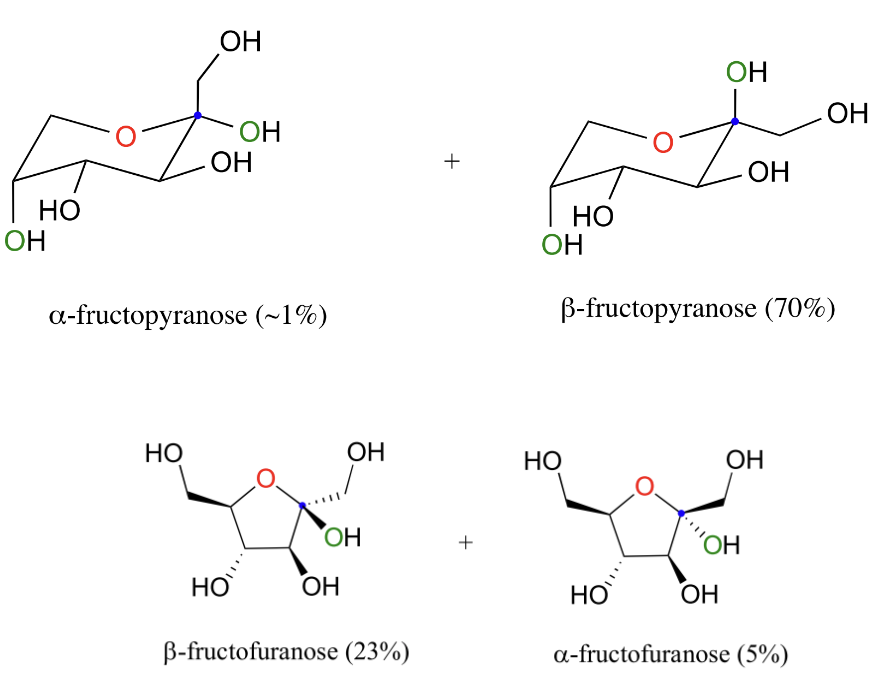 OH
O
OH
OH
HO
OH
α-fructopyranose (~1%)
+
OH
OH
O
OH
HO
OH
β-fructopyranose (70%)
HO
OH
O
OH
HO
OH
β-fructofuranose (23%)
+
HO
OH
O
OH
HO
OH
α-fructofuranose (5%)